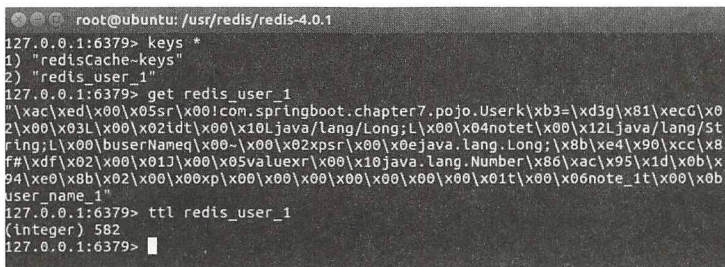 root@ubuntu: /usr/redis/redis-4.0.1
127.0.0.1:6379> keys *
1) "redisCache~keys"
2) "redis_user_1"
127.0.0.1:6379> get redis_user_1
"\xac\xed\x00\x05sr\x00!com.springboot.chapter7.pojo.Userk\xb3=\xd3g\x81\xecG\x0
2\x00\x03L\x00\x02idt\x00\x10Ljava/lang/Long;L\x00\x04notet\x00\x12Ljava/lang/St
ring;L\x00\buserNameq\x00~\x00\x02xpsr\x00\x0ejava.lang.Long;\x8b\xe4\x90\xcc\x8
f#\xdf\x02\x00\x01J\x00\x05valuexr\x00\x10java.lang.Number\x86\xac\x95\x1d\x0b\x
94\xe0\x8b\x02\x00\x00xp\x00\x00\x00\x00\x00\x00\x00\x01t\x00\x06note_1t\x00\x0b
user_name_1"
127.0.0.1:6379> ttl redis_user_1
(integer) 582
127.0.0.1:6379>